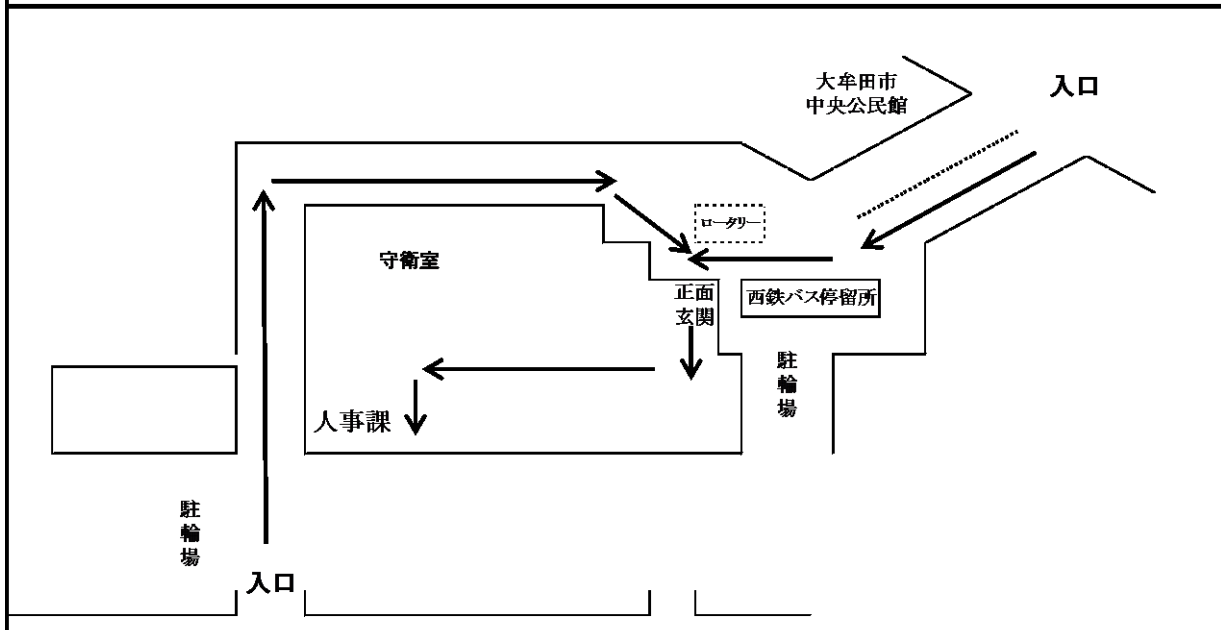 大牟田市
中央公民館
入口
ロータリー
守衛室
正面
玄関
西鉄バス停留所
駐輪場
人事課
駐輪場
入口